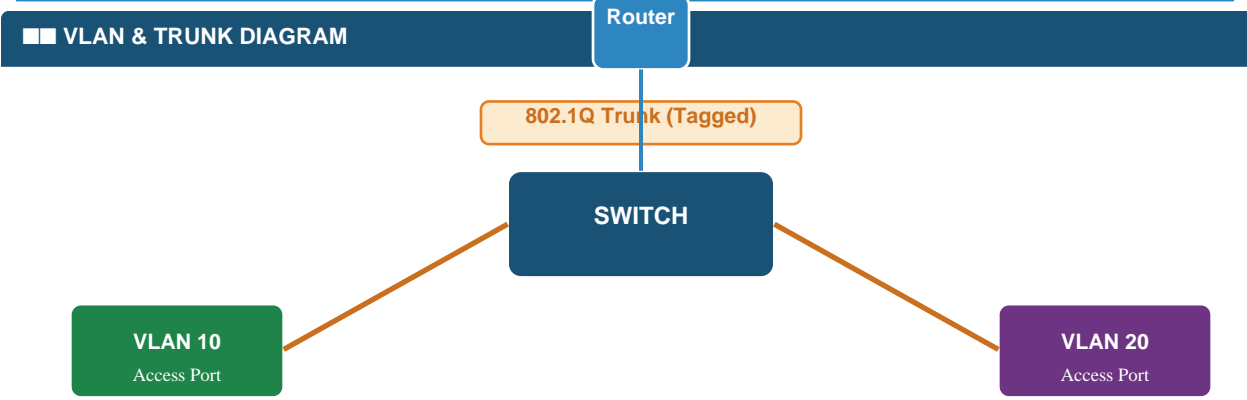 Router
■■ VLAN & TRUNK DIAGRAM
802.1Q Trunk (Tagged)
SWITCH
VLAN 10
Access Port
VLAN 20
Access Port